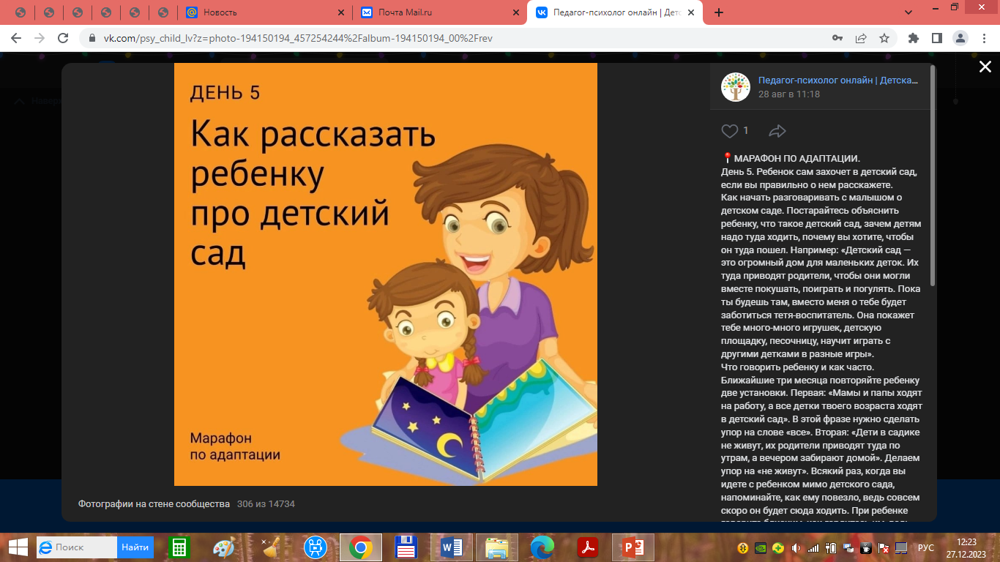 Новость
Почта Mail.ru
Педагог-психолог онлайн | Детс
vk.com/psy_child_lv?z=photo-194150194_457254244%2Falbum-194150194_00%2Frev
ДЕНЬ 5
Как рассказать
ребенку
про детский
сад
Марафон
по адаптации
Фотографии на стене сообщества 306 из 14734
Педагог-психолог онлайн | Детска...
28 авг в 11:18
1
МАРАФОН ПО АДАПТАЦИИ.
День 5. Ребенок сам захочет в детский сад,
если вы правильно о нем расскажете.
Как начать разговаривать с малышом о
детском саде. Постарайтесь объяснить
ребенку, что такое детский сад, зачем детям
надо туда ходить, почему вы хотите, чтобы
он туда пошел. Например: «Детский сад —
это огромный дом для маленьких деток. Их
туда приводят родители, чтобы они могли
вместе покушать, поиграть и погулять. Пока
ты будешь там, вместо меня о тебе будет
заботиться тетя-воспитатель. Она покажет
тебе много-много игрушек, детскую
площадку, песочницу, научит играть с
другими детками в разные игры».
Что говорить ребенку и как часто.
Ближайшие три месяца повторяйте ребенку
две установки. Первая: «Мамы и папы ходят
на работу, а все детки твоего возраста ходят
в детский сад». В этой фразе нужно сделать
упор на слове «все». Вторая: «Дети в садике
не живут, их родители приводят туда по
утрам, а вечером забирают домой». Делаем
упор на «не живут». Всякий раз, когда вы
идете с ребенком мимо детского сада,
напоминайте, как ему повезло, ведь совсем
скоро он будет сюда ходить. При ребенке
Поиск
Найти
РУС
12:23
27.12.2023